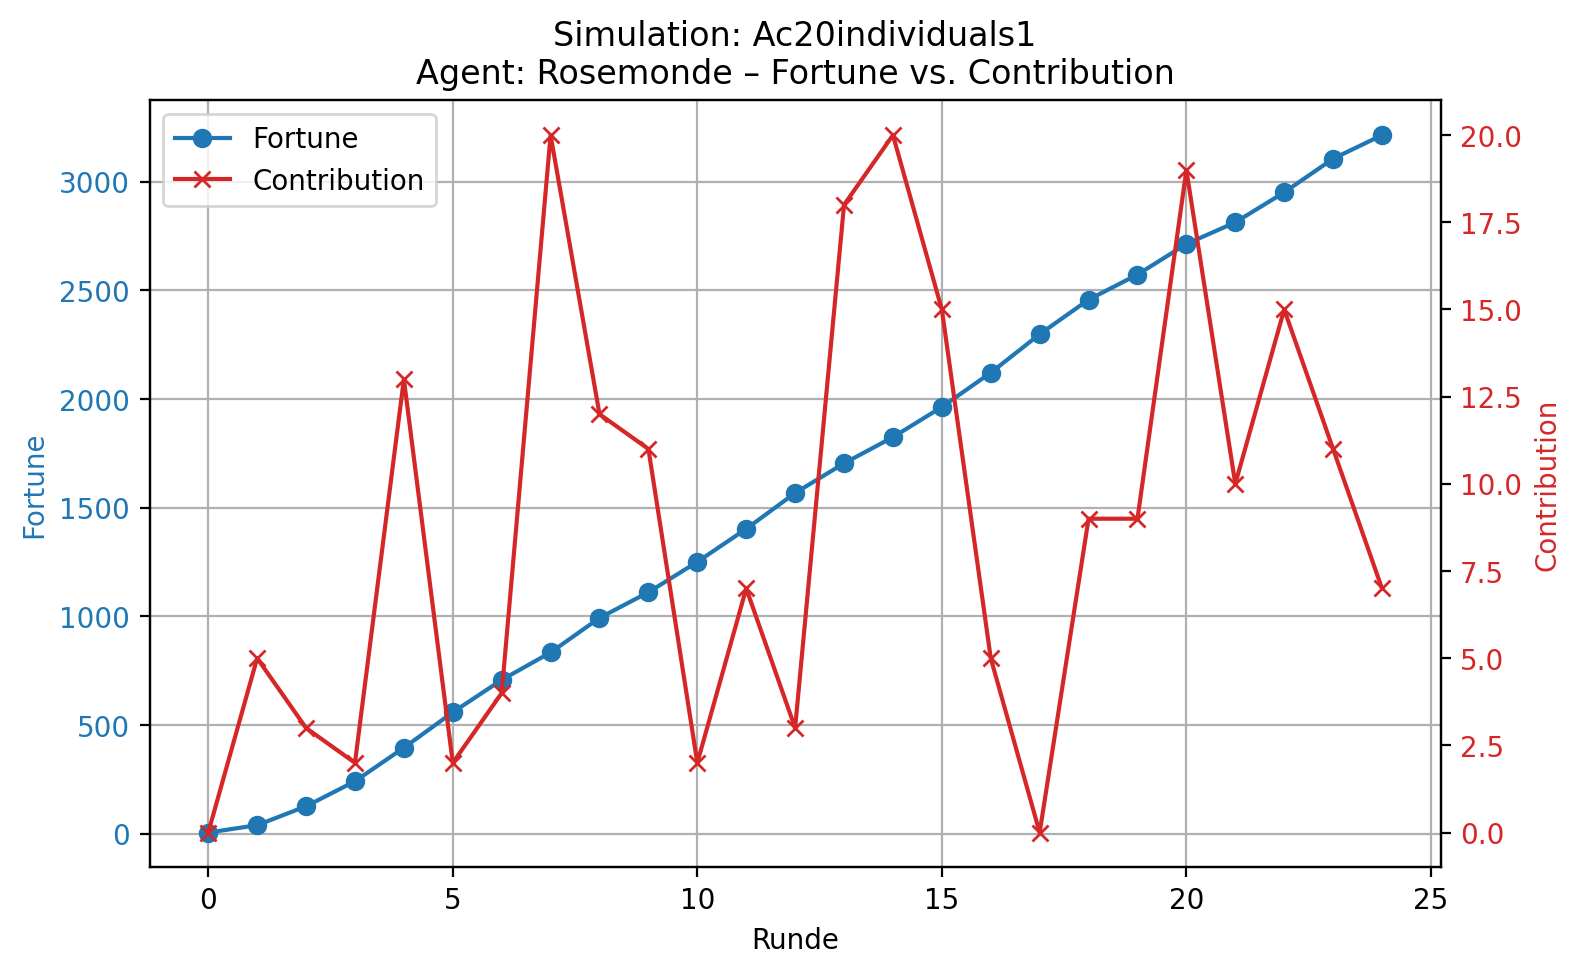 Simulation: Ac20individuals1
Agent: Rosemonde – Fortune vs. Contribution
Fortune
Contribution
3000
2500
2000
1500
1000
500
0
Fortune
20.0
17.5
15.0
12.5
10.0
7.5
5.0
2.5
0.0
Contribution
0 5 10 15 20 25
Runde